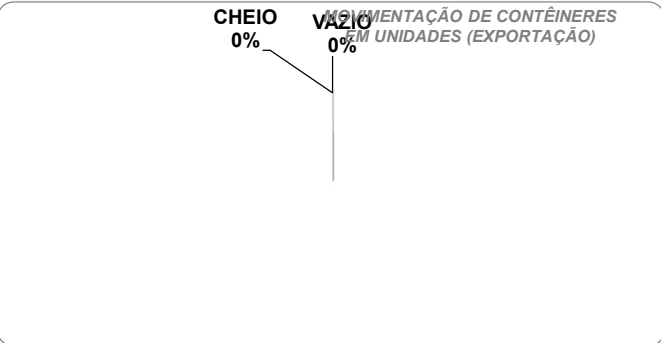 MOVIMENTAÇÃO DE CONTÊINERES
EM UNIDADES (EXPORTAÇÃO)
CHEIO
0%
VAZIO
0%